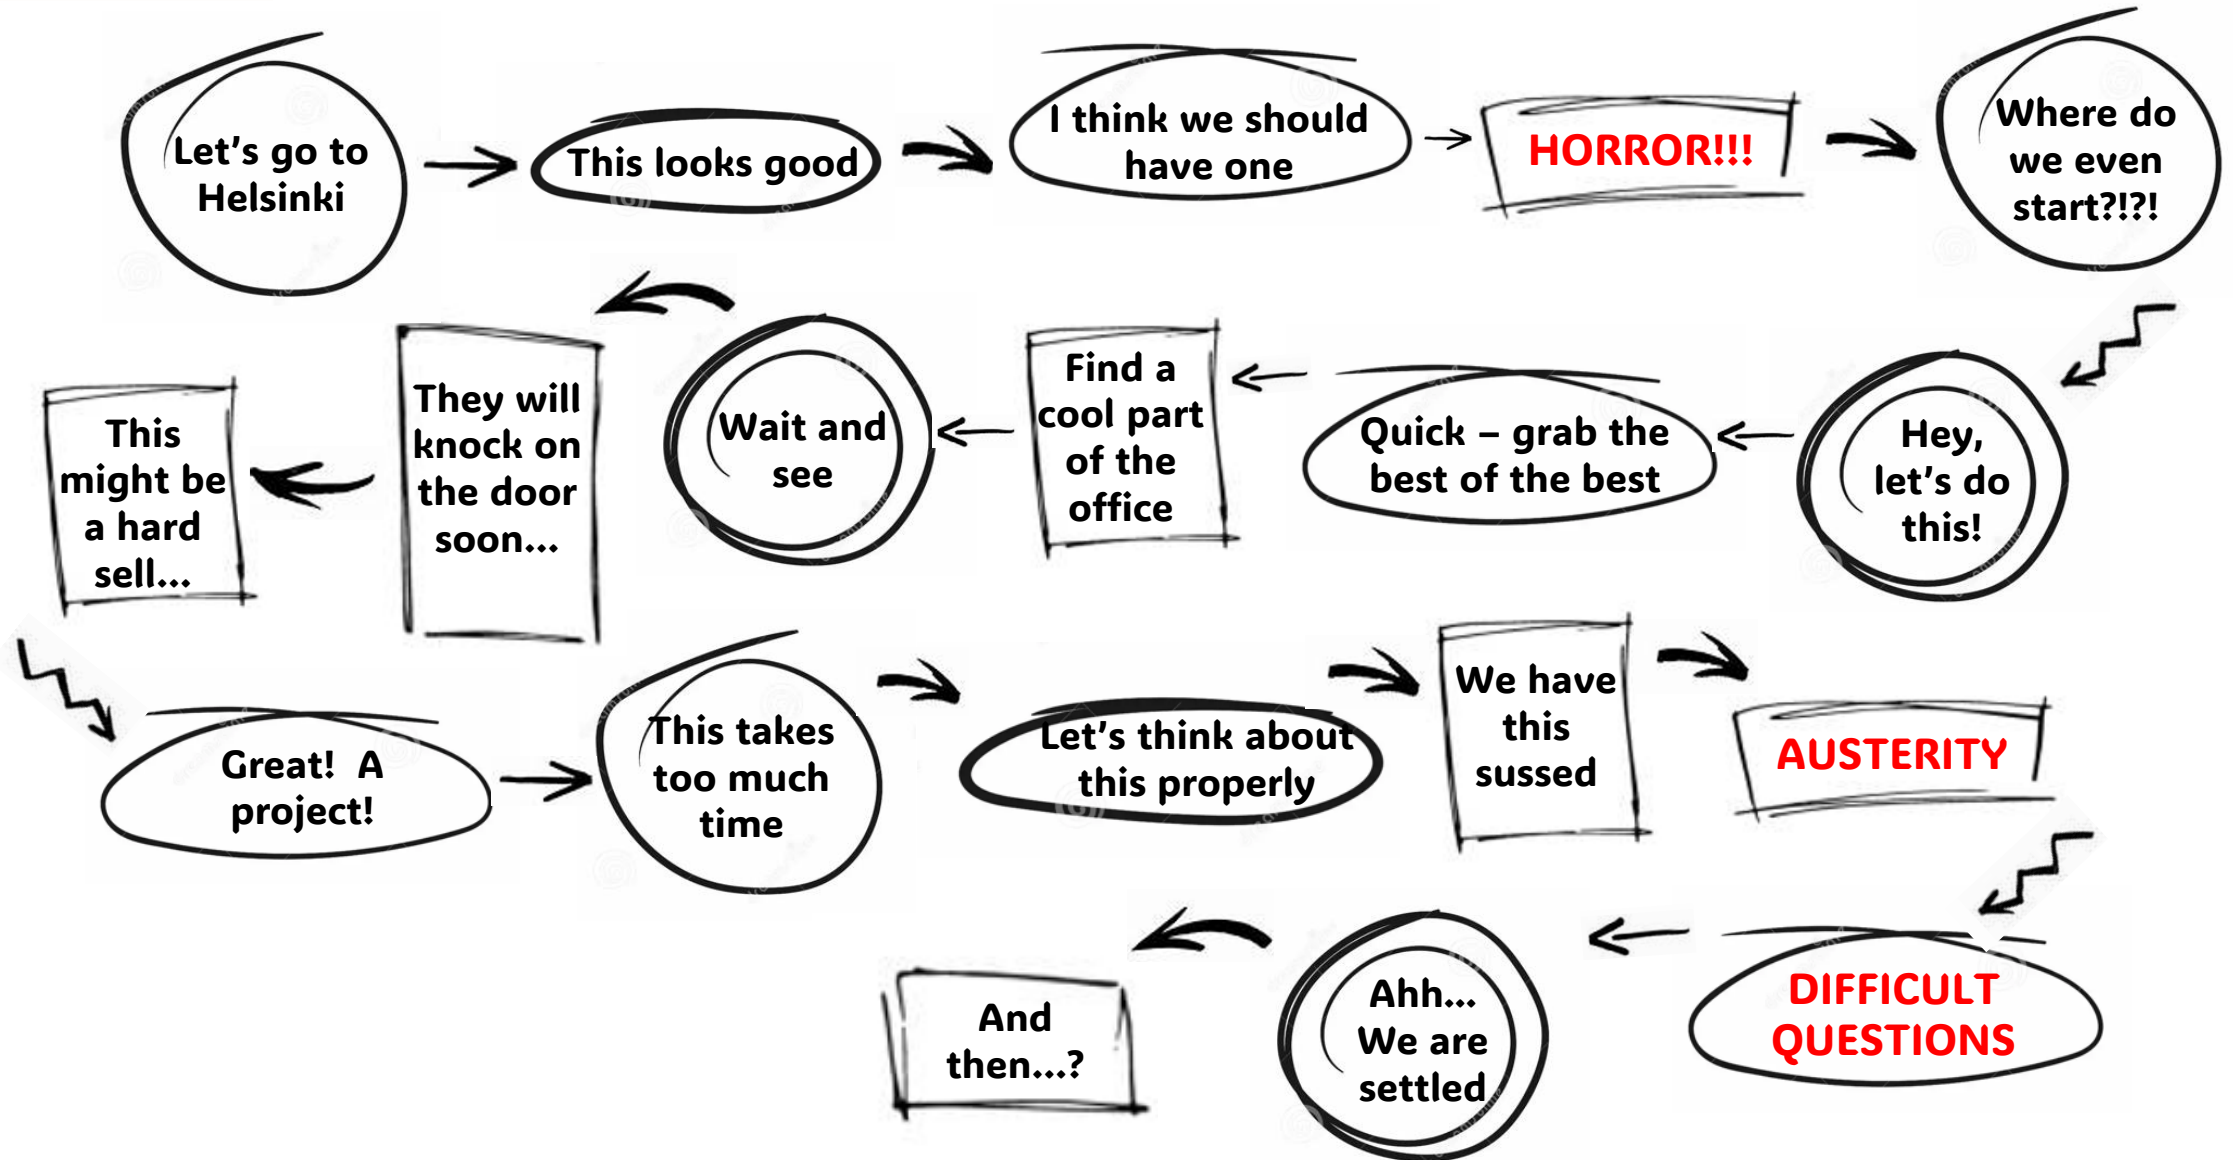 Let's go to
Helsinki
This looks good
I think we should
have one
HORROR!!!
Where do
we even
start?!?!
Hey,
let's do
this!
Quick – grab the
best of the best
Find a
cool part
of the
office
Wait and
see
They will
knock on
the door
soon...
This
might be
a hard
sell...
Great!  A
project!
This takes
too much
time
Let's think about
this properly
We have
this
sussed
AUSTERITY
DIFFICULT
QUESTIONS
Ahh...
We are
settled
And
then...?